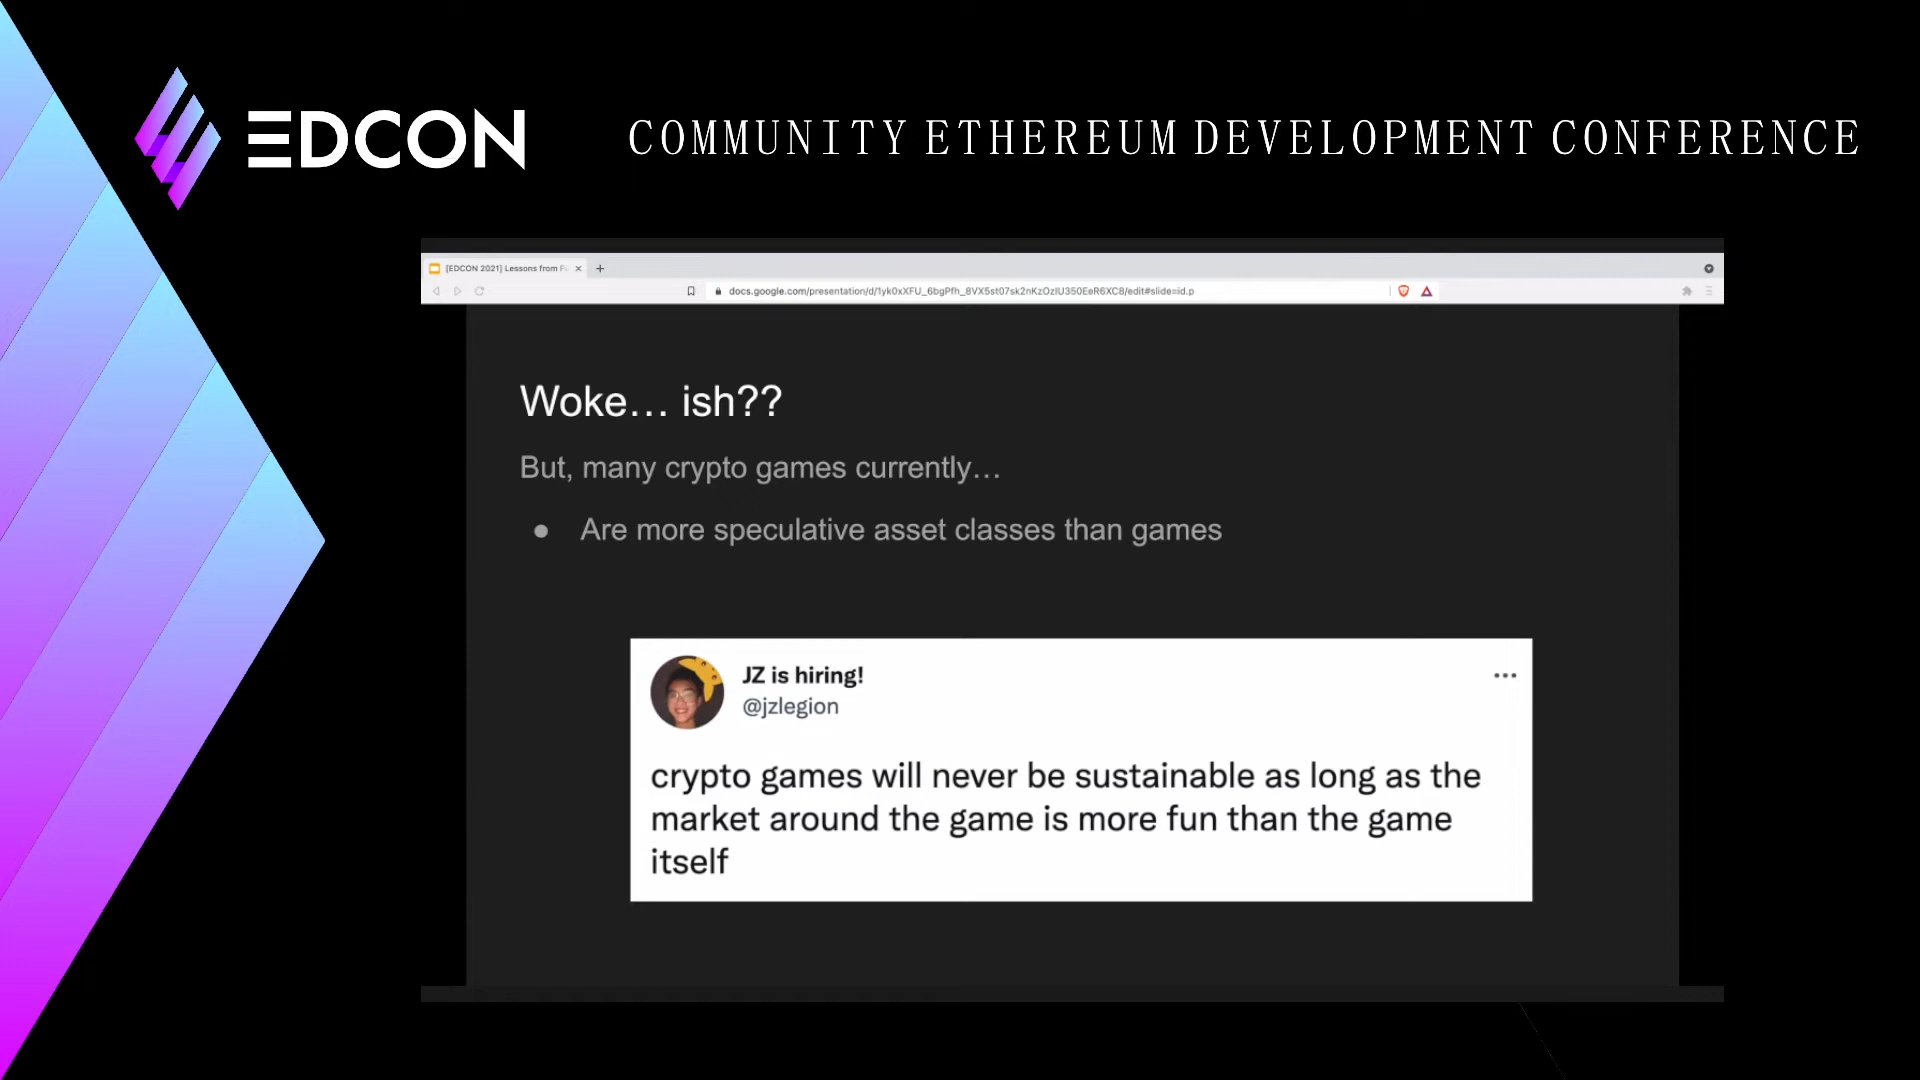 EDCON
COMMUNITY ETHEREUM DEVELOPMENT CONFERENCE
[EDCON 2021] Lessons from
docs.google.com/presentation/d/1yk0xXFU_6bgPfh_8VX5st07sk2nKzOzIU350EeR6XC8/edit#slide=id.p
Woke... ish??
But, many crypto games currently...
● Are more speculative asset classes than games
JZ is hiring!
@jzlegion
crypto games will never be sustainable as long as the
market around the game is more fun than the game
itself